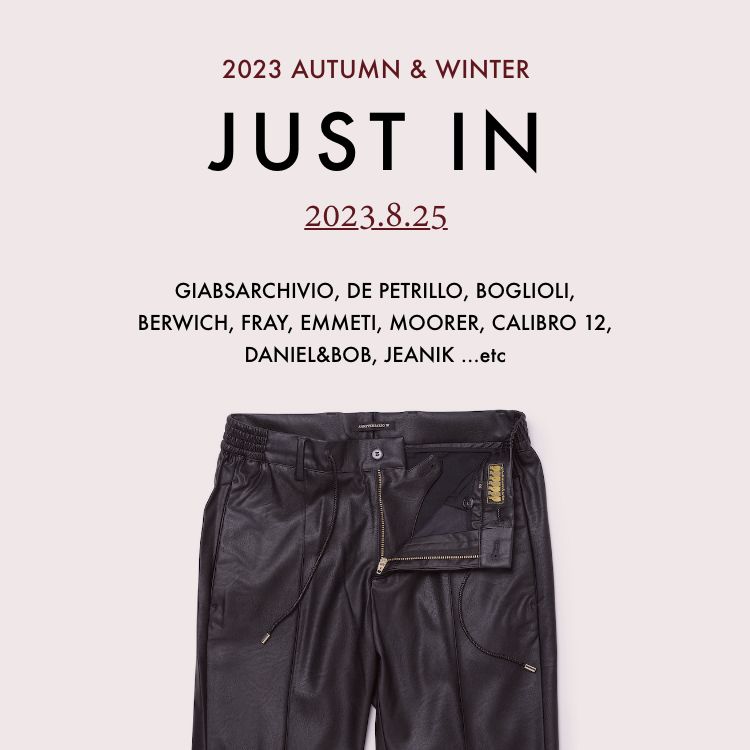 2023 AUTUMN & WINTER
JUST IN
2023.8.25
GIABSARCHIVIO, DE PETRILLO, BOGLIOLI,
BERWICH, FRAY, EMMETI, MOORER, CALIBRO 12,
DANIEL&BOB, JEANIK ...etc